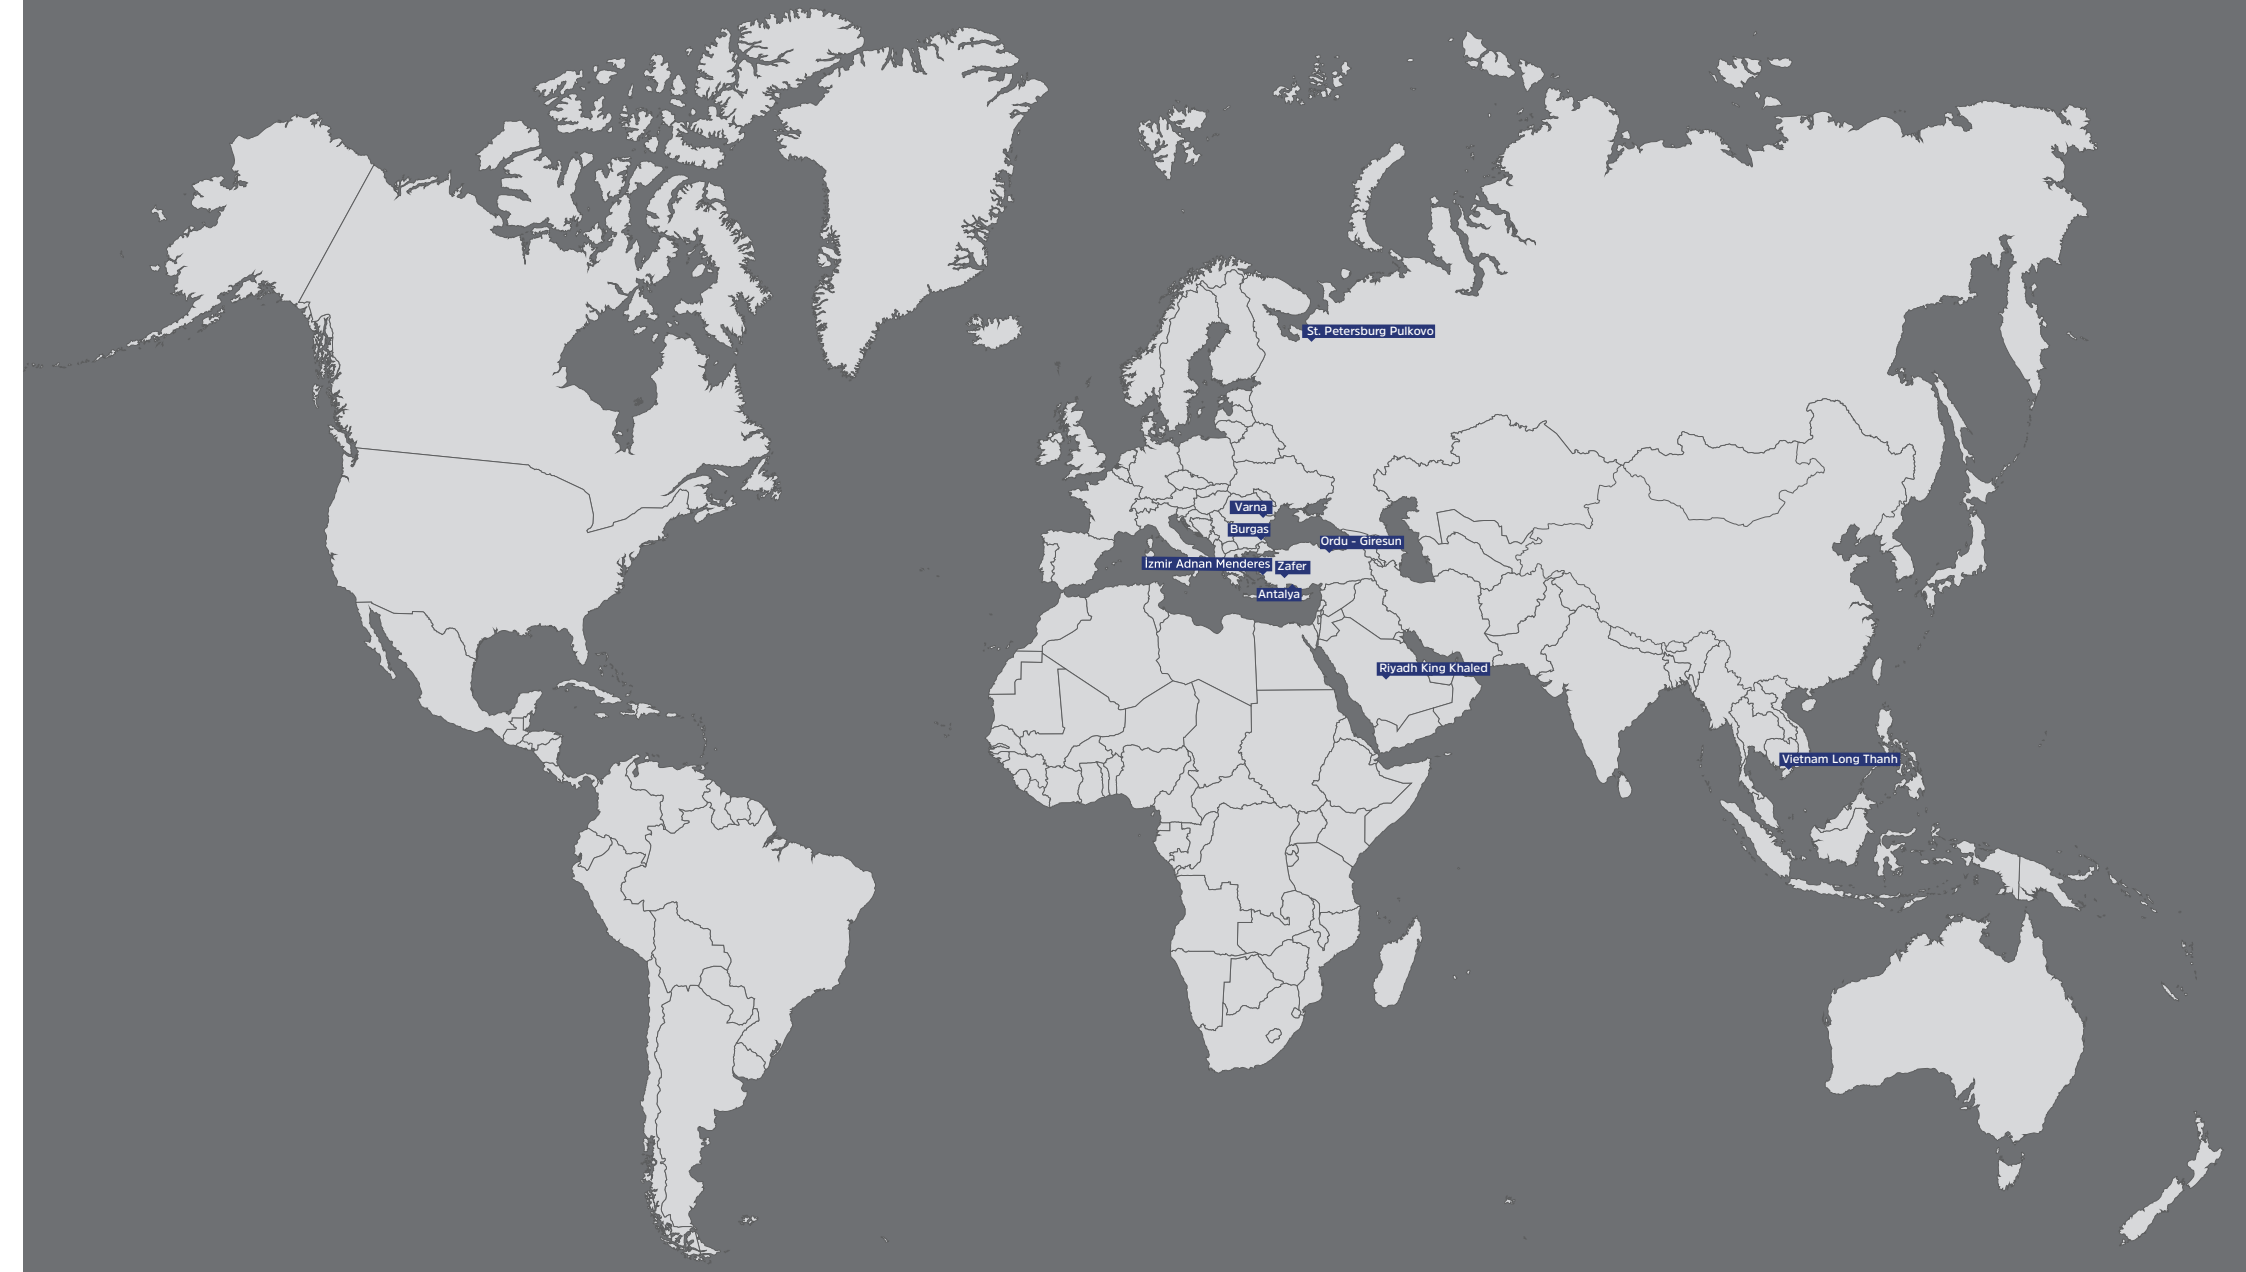 St. Petersburg Pulkovo
Varna
Burgas
Ordu - Giresun
İzmir Adnan Menderes
Zafer
Antalya
Riyadh King Khaled
Vietnam Long Thanh